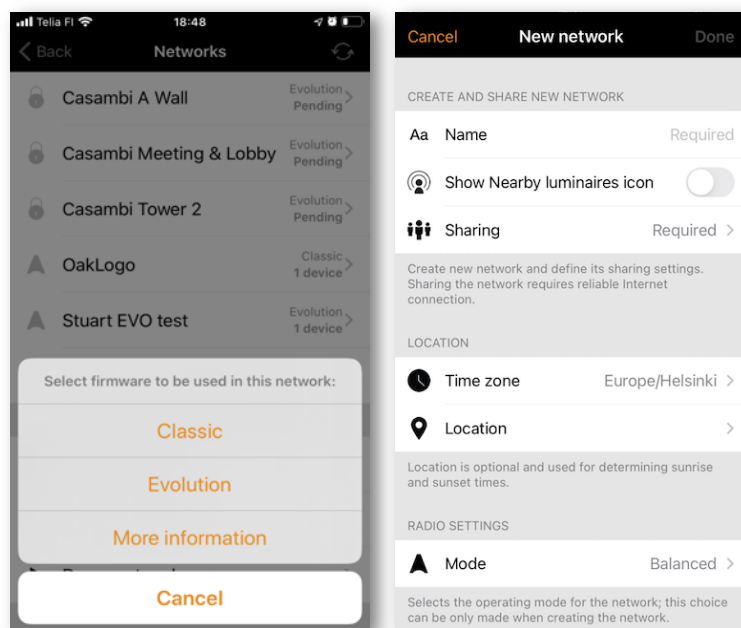 Telia FI 18:48
Back Networks
Casambi A Wall Evolution
Pending
Casambi Meeting & Lobby Evolution
Pending
Casambi Tower 2 Evolution
Pending
OakLogo Classic
1 device
Stuart EVO test Evolution
1 device
Select firmware to be used in this network:
Classic
Evolution
More information
Cancel
Cancel New network Done
CREATE AND SHARE NEW NETWORK
Aa Name Required
Show Nearby luminaires icon
Sharing Required
Create new network and define its sharing settings.
Sharing the network requires reliable Internet
connection.
LOCATION
Time zone Europe/Helsinki
Location
Location is optional and used for determining sunrise
and sunset times.
RADIO SETTINGS
Mode Balanced
Selects the operating mode for the network; this choice
can be only made when creating the network.